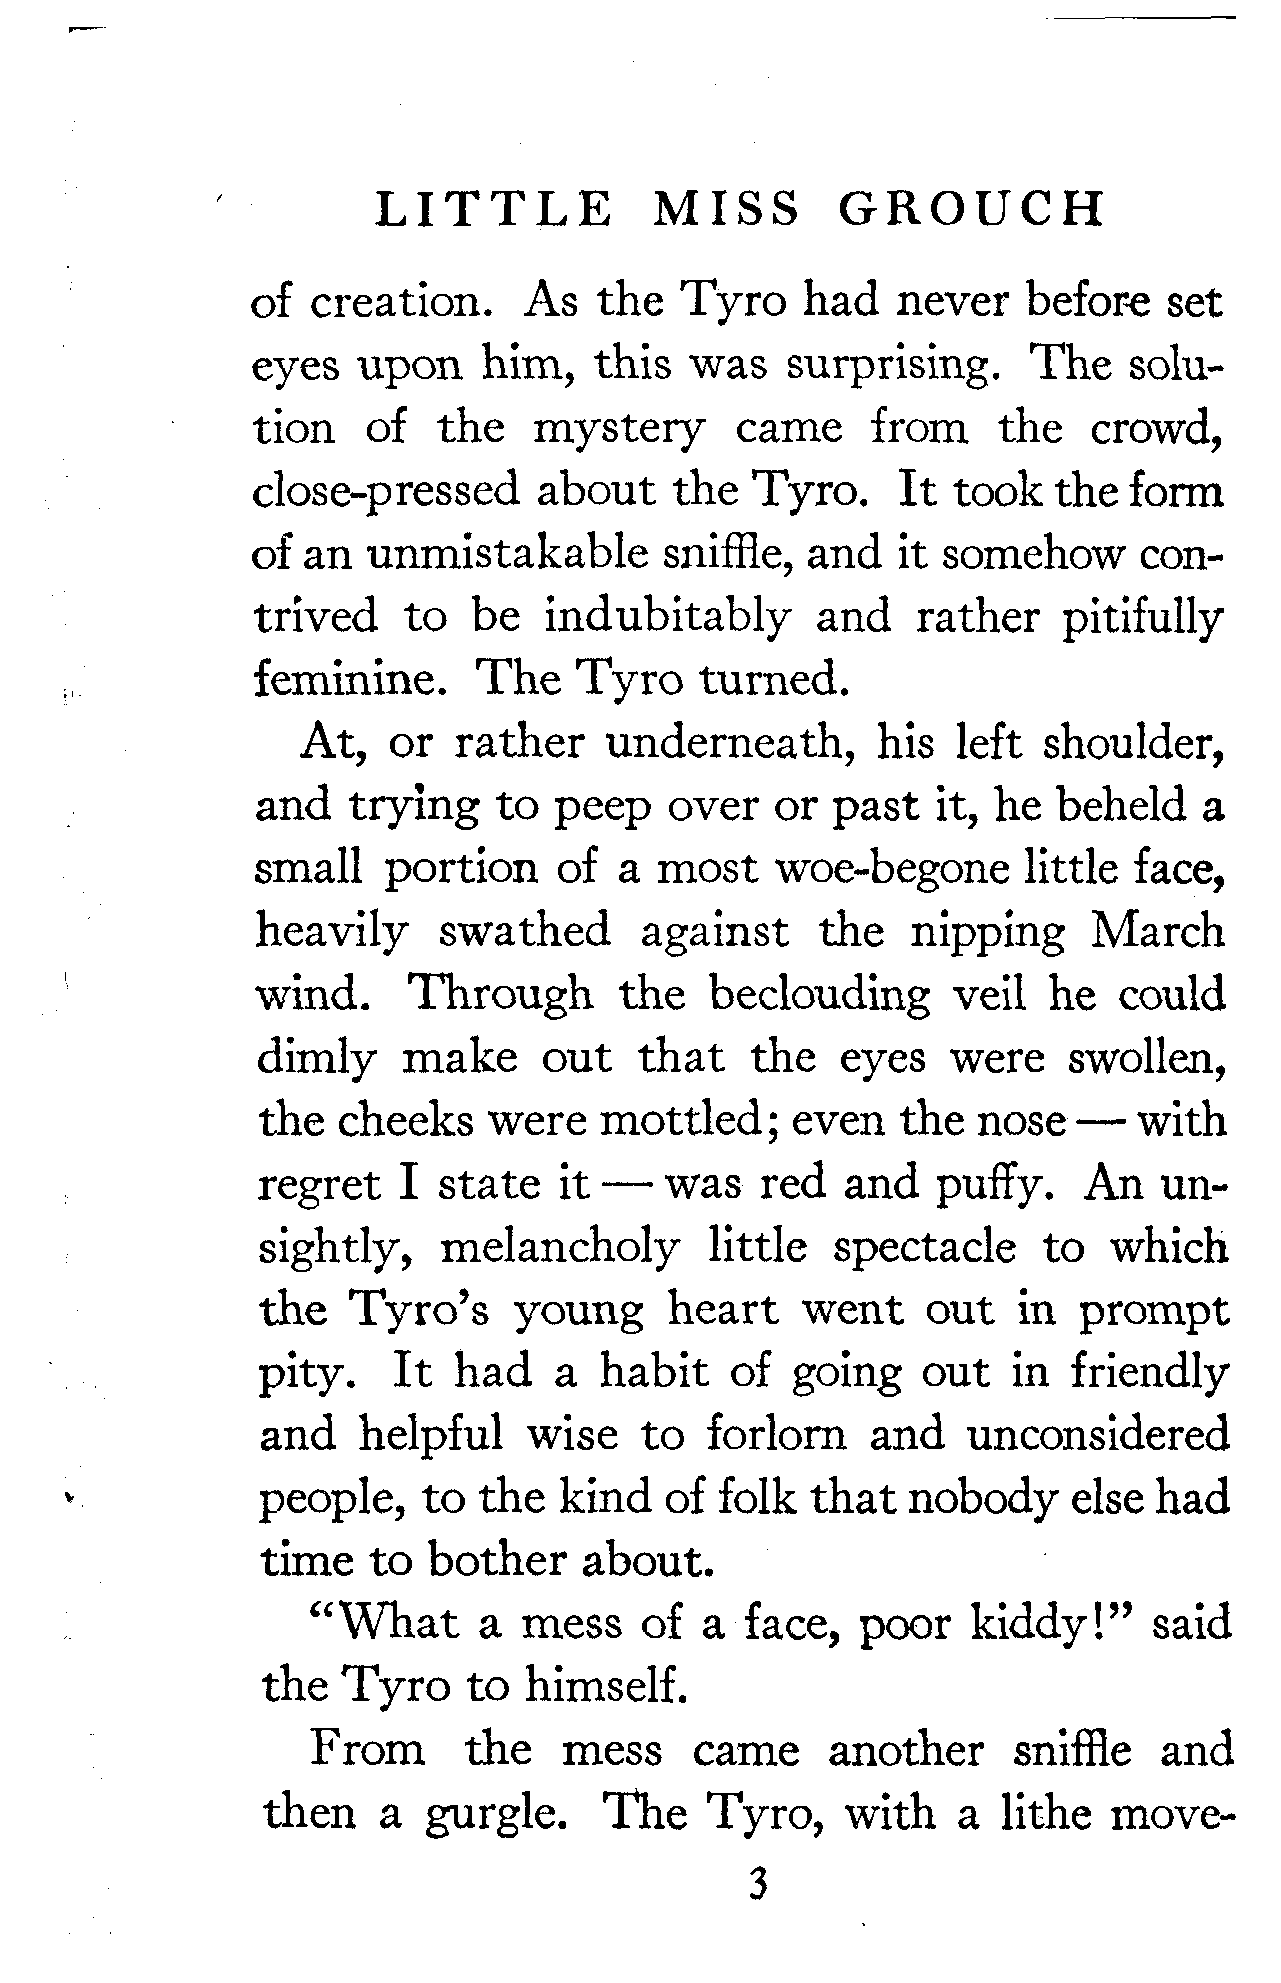 LITTLE MISS GROUCH
of creation. As the Tyro had never before set
eyes upon him, this was surprising. The solu-
tion of the mystery came from the crowd,
close-pressed about the Tyro. It took the form
of an unmistakable sniffle, and it somehow con-
trived to be indubitably and rather pitifully
feminine. The Tyro turned.
At, or rather underneath, his left shoulder,
and trying to peep over or past it, he beheld a
small portion of a most woe-begone little face,
heavily swathed against the nipping March
wind. Through the beclouding veil he could
dimly make out that the eyes were swollen,
the cheeks were mottled; even the nose — with
regret I state it — was red and puffy. An un-
sightly, melancholy little spectacle to which
the Tyro's young heart went out in prompt
pity. It had a habit of going out in friendly
and helpful wise to forlorn and unconsidered
people, to the kind of folk that nobody else had
time to bother about.
"What a mess of a face, poor kiddy!" said
the Tyro to himself.
From the mess came another sniffle and
then a gurgle. The Tyro, with a lithe move-
3